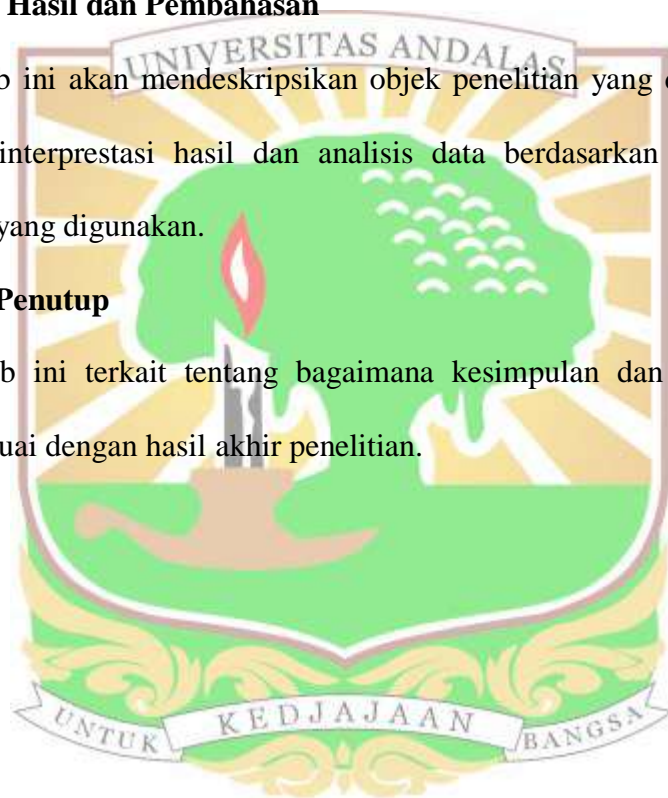 Hasil dan Pembahasan
UNIVERSITAS ANDALAS
b ini akan mendeskripsikan objek penelitian yang
interprestasi hasil dan analisis data berdasarkan
yang digunakan.
Penutup
b ini terkait tentang bagaimana kesimpulan dan
uai dengan hasil akhir penelitian.
UNTUK KEDJAJAAN BANGSA